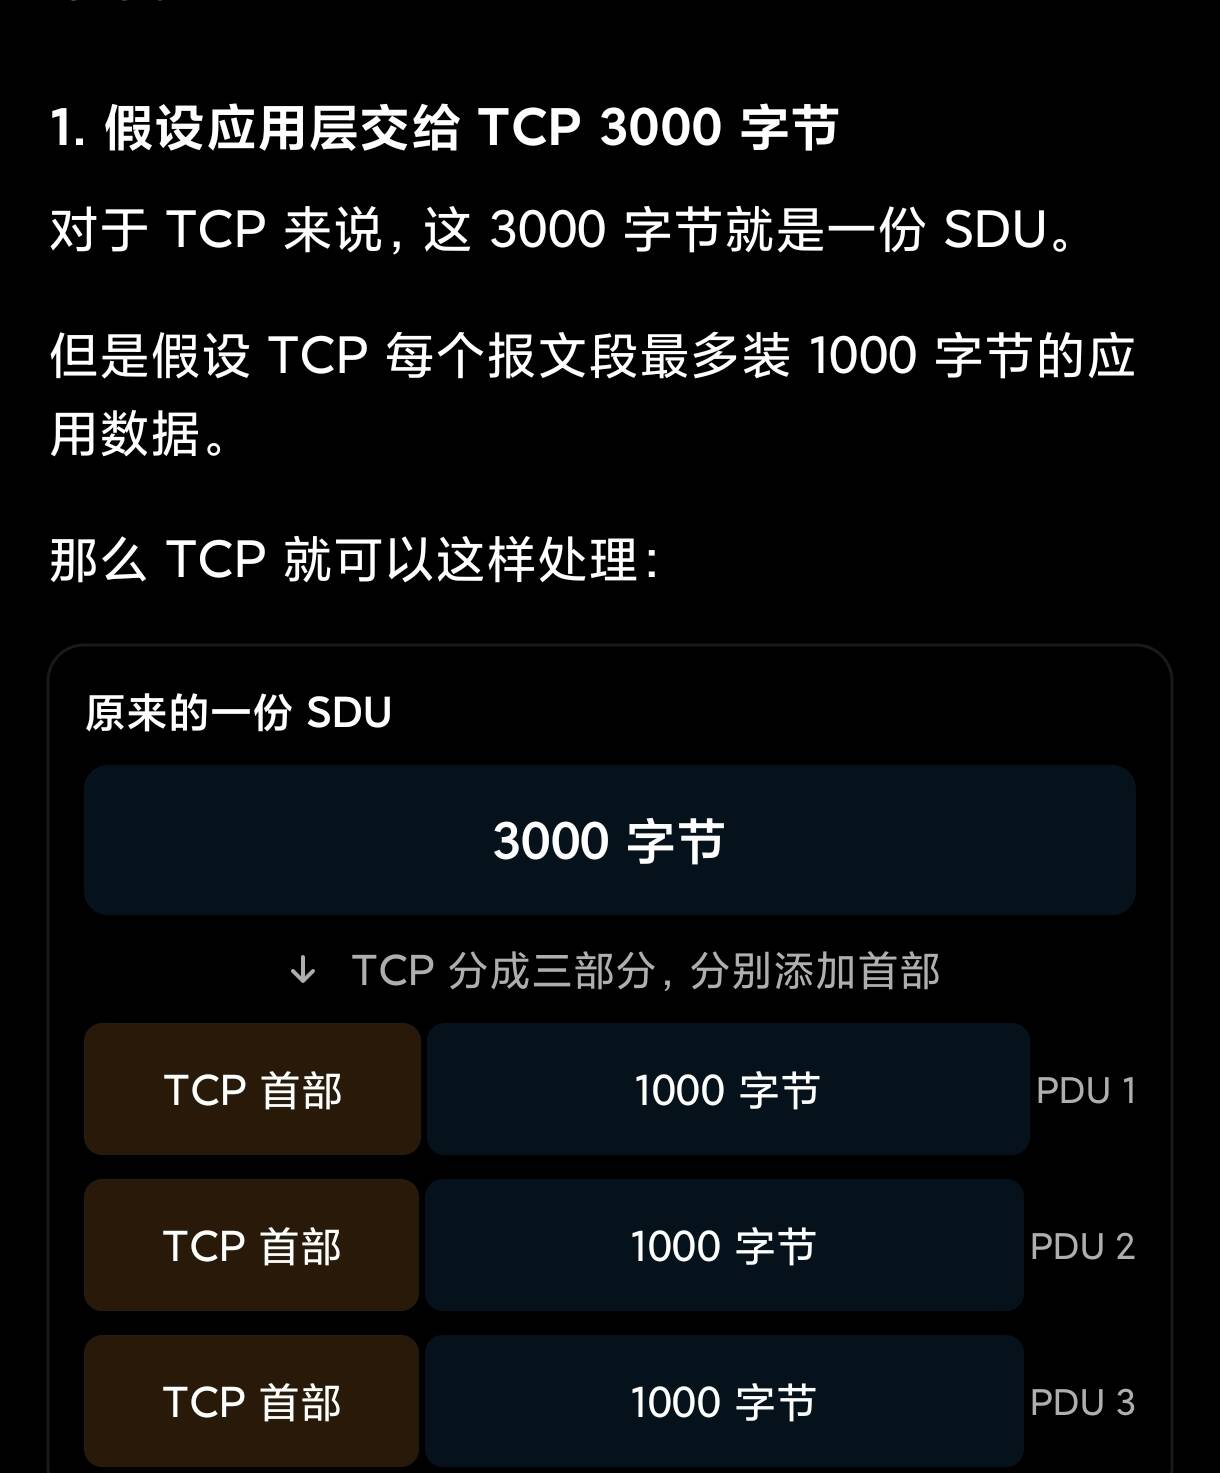 1. 假设应用层交给 TCP 3000 字节
对于 TCP 来说，这 3000 字节就是一份 SDU。
但是假设 TCP 每个报文段最多装 1000 字节的应
用数据。
那么 TCP 就可以这样处理：
原来的一份 SDU
3000 字节
↓ TCP 分成三部分，分别添加首部
TCP 首部 1000 字节 PDU 1
TCP 首部 1000 字节 PDU 2
TCP 首部 1000 字节 PDU 3